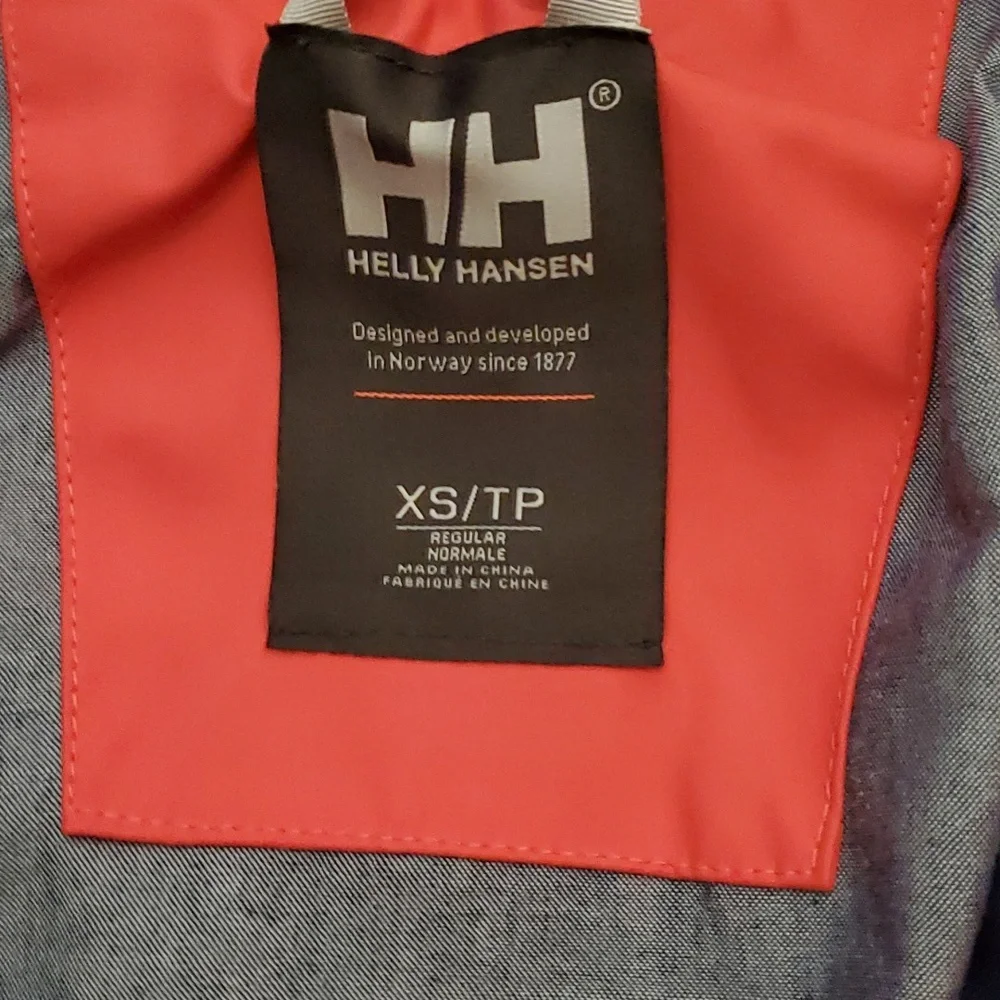 HH®
HELLY HANSEN
Designed and developed
in Norway since 1877
XS/TP
REGULAR
NORMALE
MADE IN CHINA
FABRIQUÉ EN CHINE